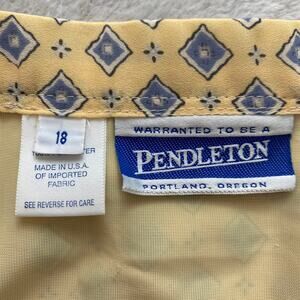 18
MADE IN U.S.A.
OF IMPORTED
FABRIC
SEE REVERSE FOR CARE
WARRANTED TO BE A
PENDLETON
PORTLAND, OREGON